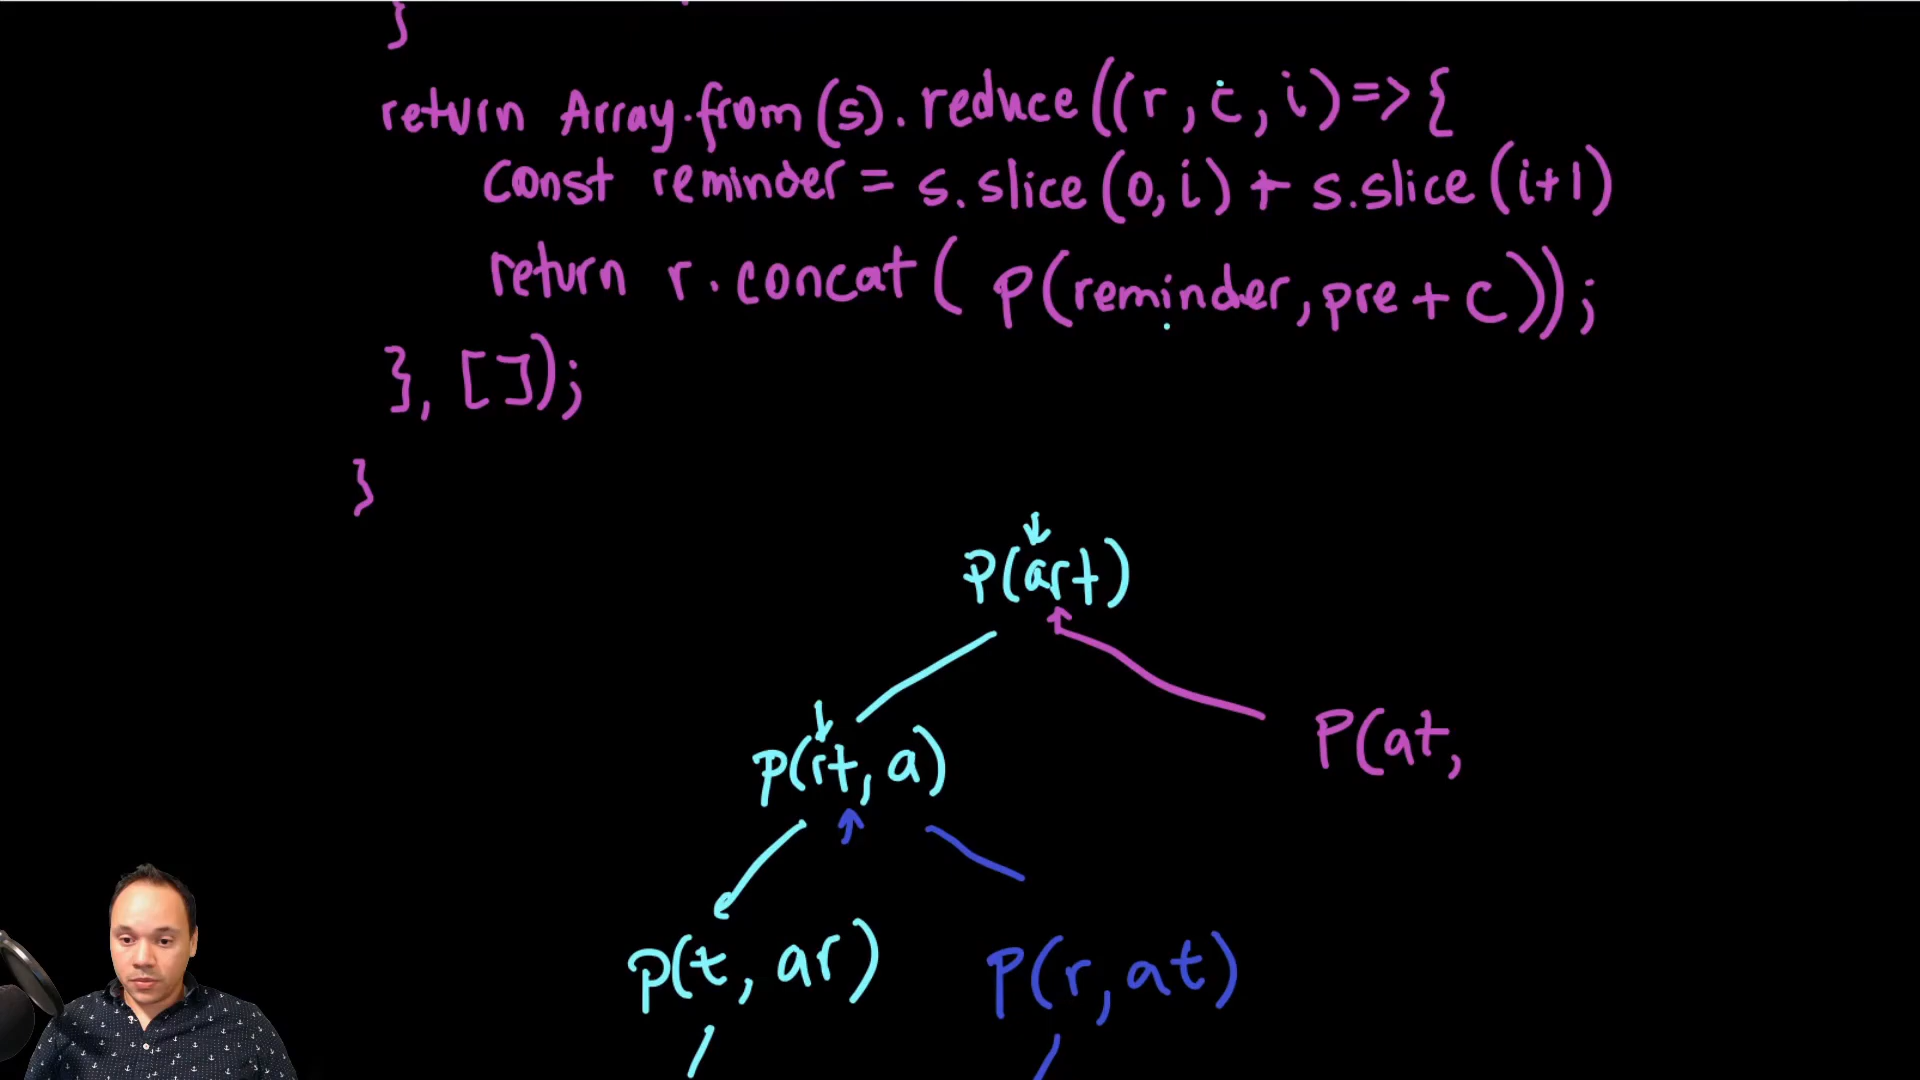 }
return Array.from(s).reduce((r, c, i) => {
const reminder = s.slice(0, i) + s.slice(i+1)
return r.concat( p(reminder, pre + c));
}, []);
}
P(art)
P(rt, a)
P(at,
P(t, ar)
P(r, at)